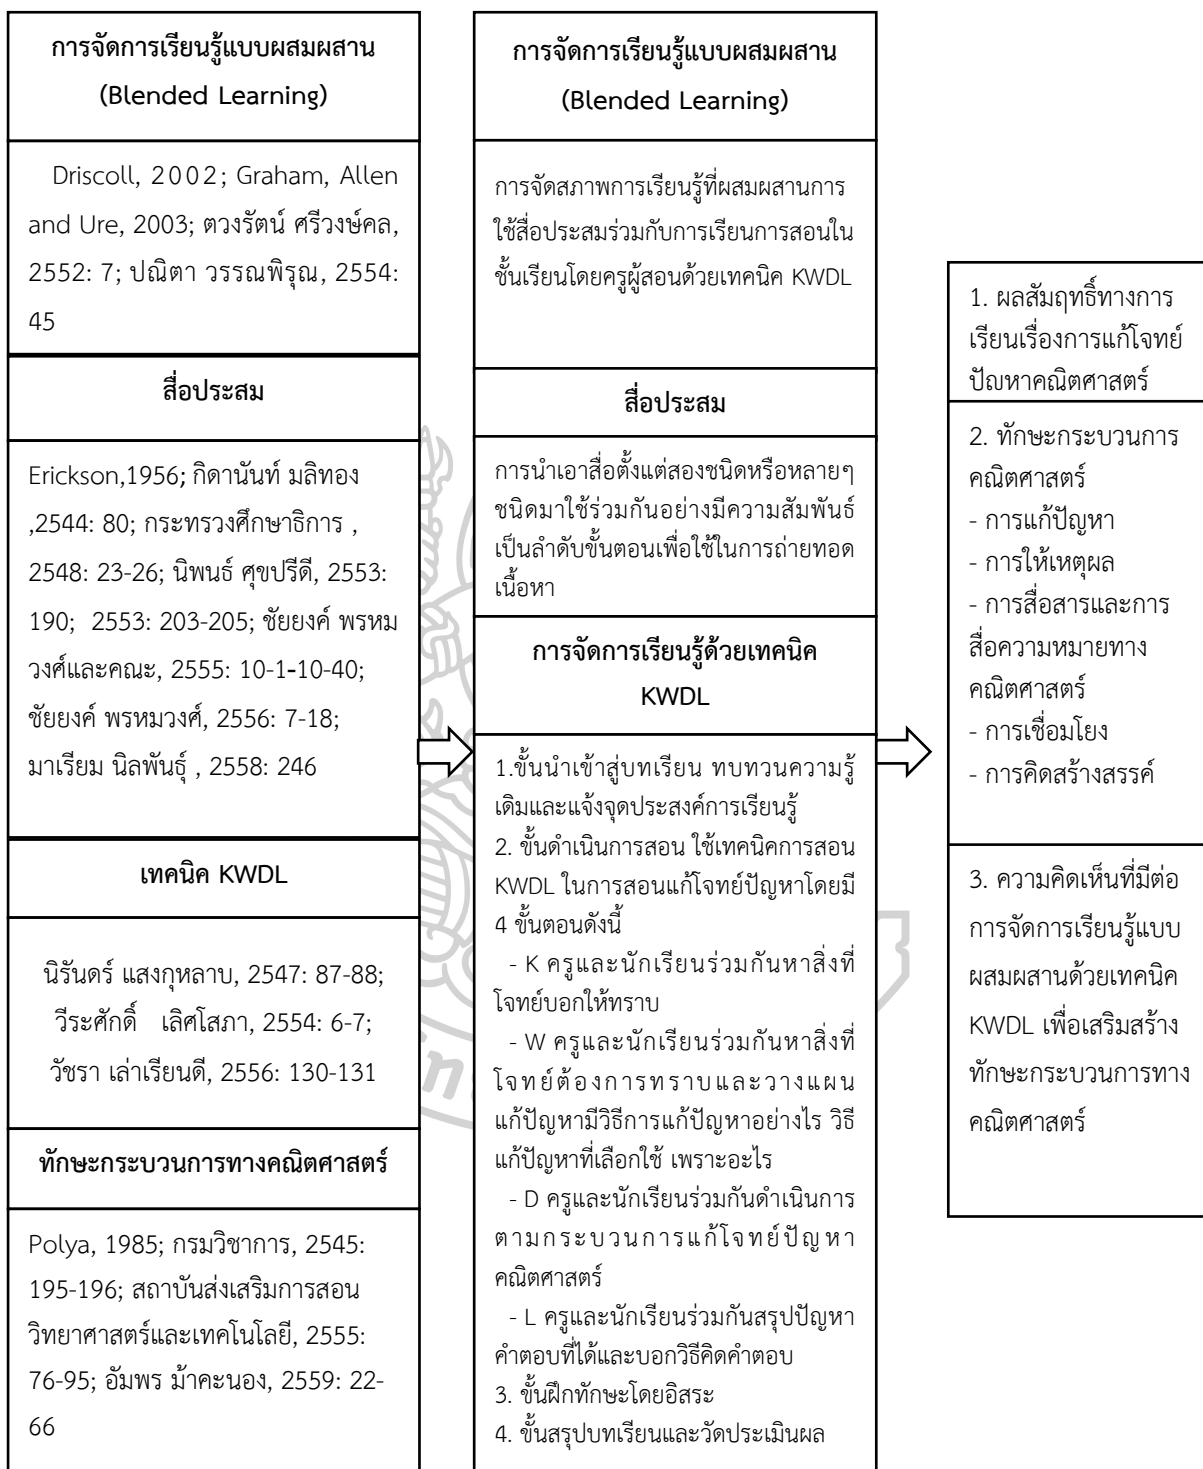 การจัดการเรียนรู้แบบผสมผสาน
(Blended Learning)
Driscoll, 2002; Graham, Allen
and Ure, 2003; ตวงรัตน์ ศรีวงษ์คล,
2552: 7; ปณิตา วรรณพิรุณ, 2554:
45
สื่อประสม
Erickson,1956; กิดานันท์ มลิทอง
,2544: 80; กระทรวงศึกษาธิการ ,
2548: 23-26; นิพนธ์ ศุขปรีดี, 2553:
190; 2553: 203-205; ชัยยงค์ พรหม
วงศ์และคณะ, 2555: 10-1-10-40;
ชัยยงค์ พรหมวงศ์, 2556: 7-18;
มาเรียม นิลพันธุ์ , 2558: 246
เทคนิค KWDL
นิรันดร์ แสงกุหลาบ, 2547: 87-88;
วีระศักดิ์ เลิศโสภา, 2554: 6-7;
วัชรา เล่าเรียนดี, 2556: 130-131
ทักษะกระบวนการทางคณิตศาสตร์
Polya, 1985; กรมวิชาการ, 2545:
195-196; สถาบันส่งเสริมการสอน
วิทยาศาสตร์และเทคโนโลยี, 2555:
76-95; อัมพร ม้าคะนอง, 2559: 22-
66
การจัดการเรียนรู้แบบผสมผสาน
(Blended Learning)
การจัดสภาพการเรียนรู้ที่ผสมผสานการ
ใช้สื่อประสมร่วมกับการเรียนการสอนใน
ชั้นเรียนโดยครูผู้สอนด้วยเทคนิค KWDL
สื่อประสม
การนำเอาสื่อตั้งแต่สองชนิดหรือหลายๆ
ชนิดมาใช้ร่วมกันอย่างมีความสัมพันธ์
เป็นลำดับขั้นตอนเพื่อใช้ในการถ่ายทอด
เนื้อหา
การจัดการเรียนรู้ด้วยเทคนิค
KWDL
1.ขั้นนำเข้าสู่บทเรียน ทบทวนความรู้
เดิมและแจ้งจุดประสงค์การเรียนรู้
2. ขั้นดำเนินการสอน ใช้เทคนิคการสอน
KWDL ในการสอนแก้โจทย์ปัญหาโดยมี
4 ขั้นตอนดังนี้
- K ครูและนักเรียนร่วมกันหาสิ่งที่
โจทย์บอกให้ทราบ
- W ครูและนักเรียนร่วมกันหาสิ่งที่
โจทย์ต้องการทราบและวางแผน
แก้ปัญหามีวิธีการแก้ปัญหาอย่างไร วิธี
แก้ปัญหาที่เลือกใช้ เพราะอะไร
- D ครูและนักเรียนร่วมกันดำเนินการ
ตามกระบวนการแก้โจทย์ปัญหา
คณิตศาสตร์
- L ครูและนักเรียนร่วมกันสรุปปัญหา
คำตอบที่ได้และบอกวิธีคิดคำตอบ
3. ขั้นฝึกทักษะโดยอิสระ
4. ขั้นสรุปบทเรียนและวัดประเมินผล
1. ผลสัมฤทธิ์ทางการ
เรียนเรื่องการแก้โจทย์
ปัญหาคณิตศาสตร์
2. ทักษะกระบวนการ
คณิตศาสตร์
- การแก้ปัญหา
- การให้เหตุผล
- การสื่อสารและการ
สื่อความหมายทาง
คณิตศาสตร์
- การเชื่อมโยง
- การคิดสร้างสรรค์
3. ความคิดเห็นที่มีต่อ
การจัดการเรียนรู้แบบ
ผสมผสานด้วยเทคนิค
KWDL เพื่อเสริมสร้าง
ทักษะกระบวนการทาง
คณิตศาสตร์